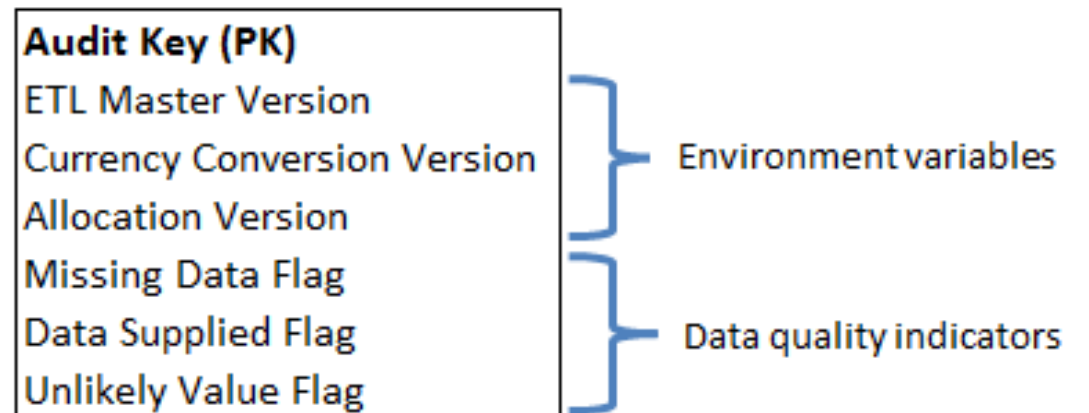 Audit Key (PK)
ETL Master Version
Currency Conversion Version
Allocation Version
Missing Data Flag
Data Supplied Flag
Unlikely Value Flag
Environment variables
Data quality indicators